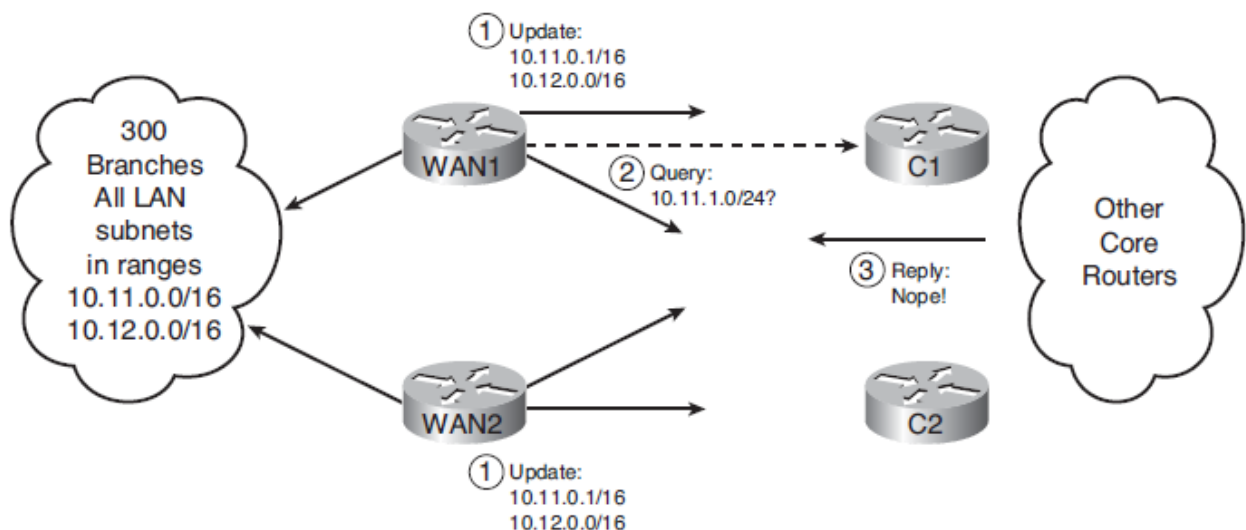 1 Update:
10.11.0.1/16
10.12.0.0/16
300
Branches
All LAN
subnets
in ranges
10.11.0.0/16
10.12.0.0/16
WAN1
C1
2 Query:
10.11.1.0/24?
Other
Core
Routers
3 Reply:
Nope!
WAN2
C2
1 Update:
10.11.0.1/16
10.12.0.0/16